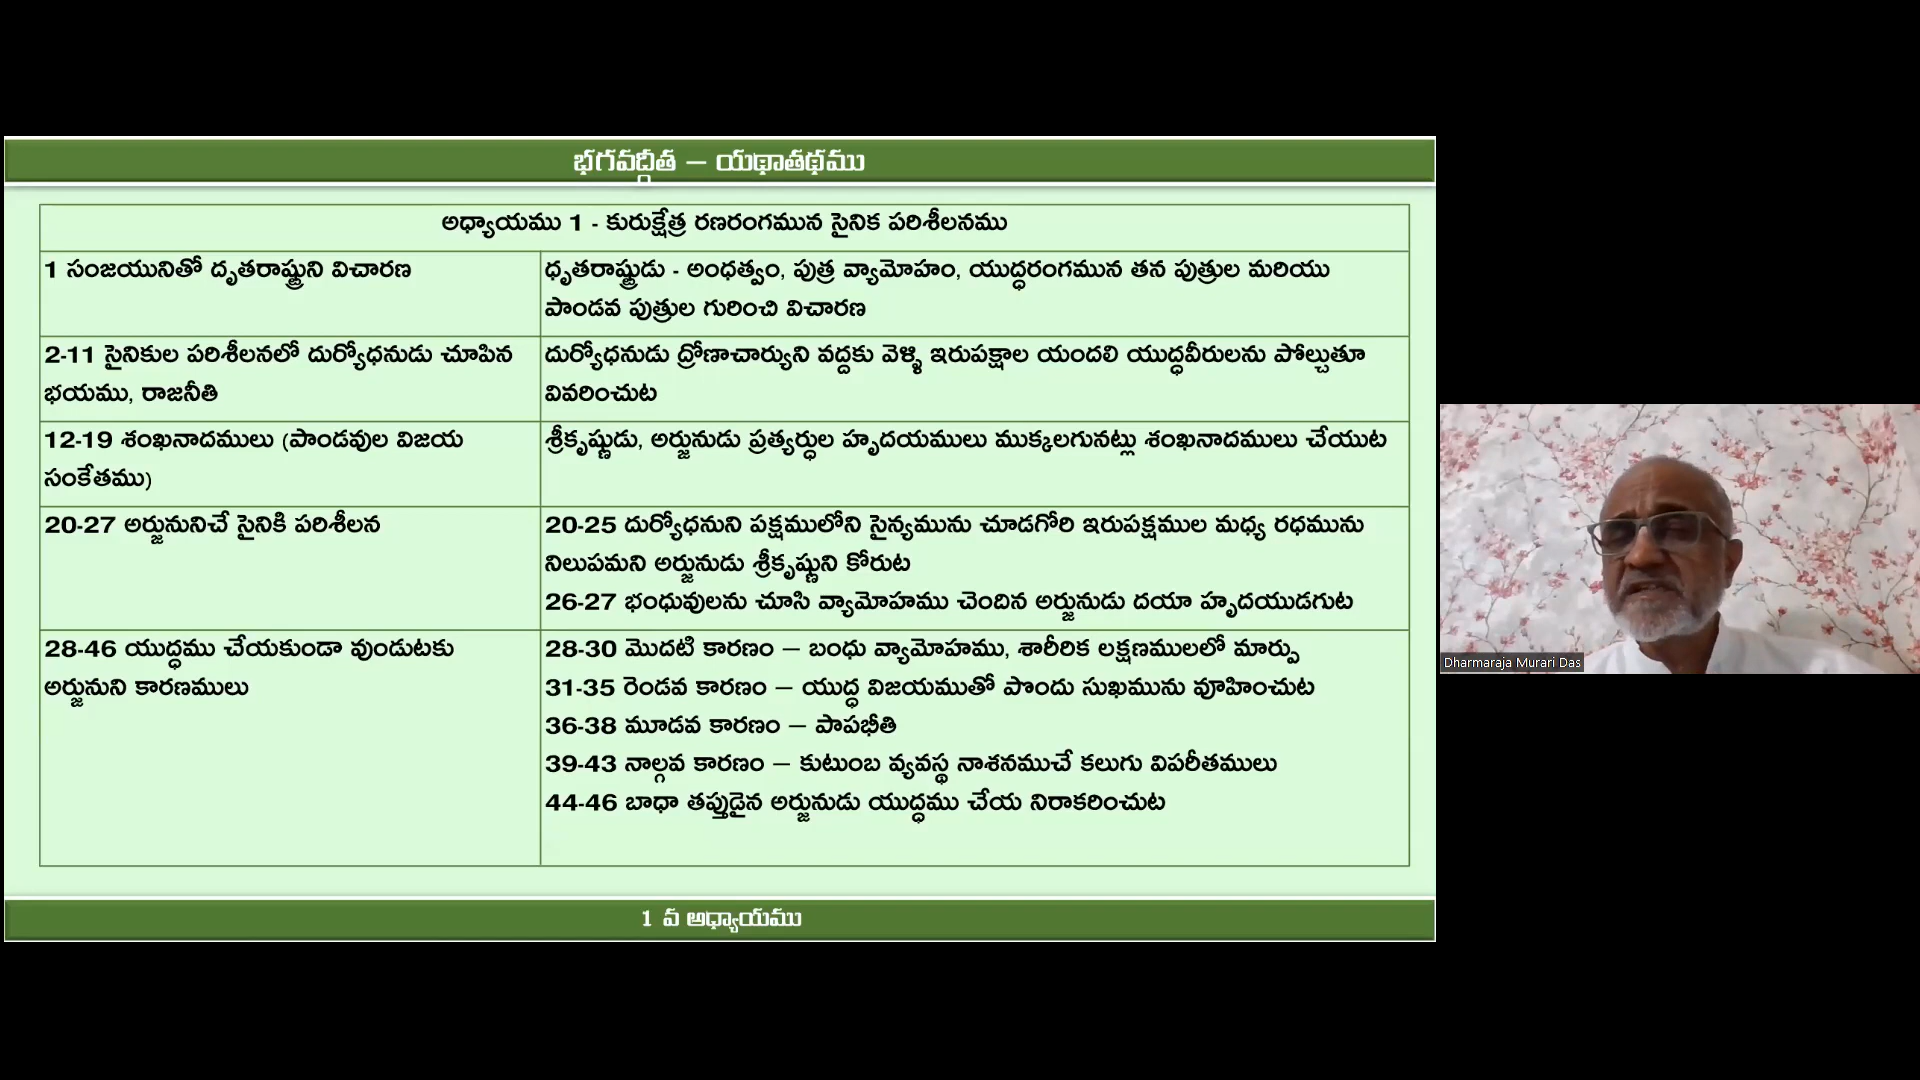 భగవద్గీత – యథాతథము
అధ్యాయము 1 - కురుక్షేత్ర రణరంగమున సైనిక పరిశీలనము
1 సంజయునితో దృతరాష్ట్రుని విచారణ
ధృతరాష్ట్రుడు - అంధత్వం, పుత్ర వ్యామోహం, యుద్ధరంగమున తన పుత్రుల మరియు
పాండవ పుత్రుల గురించి విచారణ
2-11 సైనికుల పరిశీలనలో దుర్యోధనుడు చూపిన
భయము, రాజనీతి
దుర్యోధనుడు ద్రోణాచార్యుని వద్దకు వెళ్ళి ఇరుపక్షాల యందలి యుద్ధవీరులను పోల్చుతూ
వివరించుట
12-19 శంఖనాదములు (పాండవుల విజయ
సంకేతము)
శ్రీకృష్ణుడు, అర్జునుడు ప్రత్యర్ధుల హృదయములు ముక్కలగునట్లు శంఖనాదములు చేయుట
20-27 అర్జునునిచే సైనికి పరిశీలన
20-25 దుర్యోధనుని పక్షములోని సైన్యమును చూడగోరి ఇరుపక్షముల మధ్య రధమును
నిలుపమని అర్జునుడు శ్రీకృష్ణుని కోరుట
26-27 భంధువులను చూసి వ్యామోహము చెందిన అర్జునుడు దయా హృదయుడగుట
28-46 యుద్ధము చేయకుండా వుండుటకు
అర్జునుని కారణములు
28-30 మొదటి కారణం – బంధు వ్యామోహము, శారీరిక లక్షణములలో మార్పు
31-35 రెండవ కారణం – యుద్ధ విజయముతో పొందు సుఖమును వూహించుట
36-38 మూడవ కారణం – పాపభీతి
39-43 నాల్గవ కారణం – కుటుంబ వ్యవస్థ నాశనముచే కలుగు విపరీతములు
44-46 బాధా తప్తుడైన అర్జునుడు యుద్ధము చేయ నిరాకరించుట
1 వ అధ్యాయము
Dharmaraja Murari Das